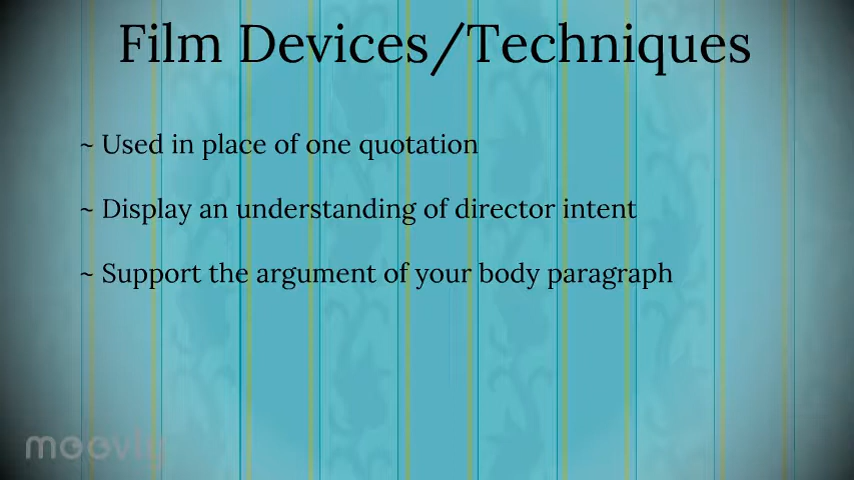 Film Devices/Techniques
~ Used in place of one quotation
~ Display an understanding of director intent
~ Support the argument of your body paragraph
moovly